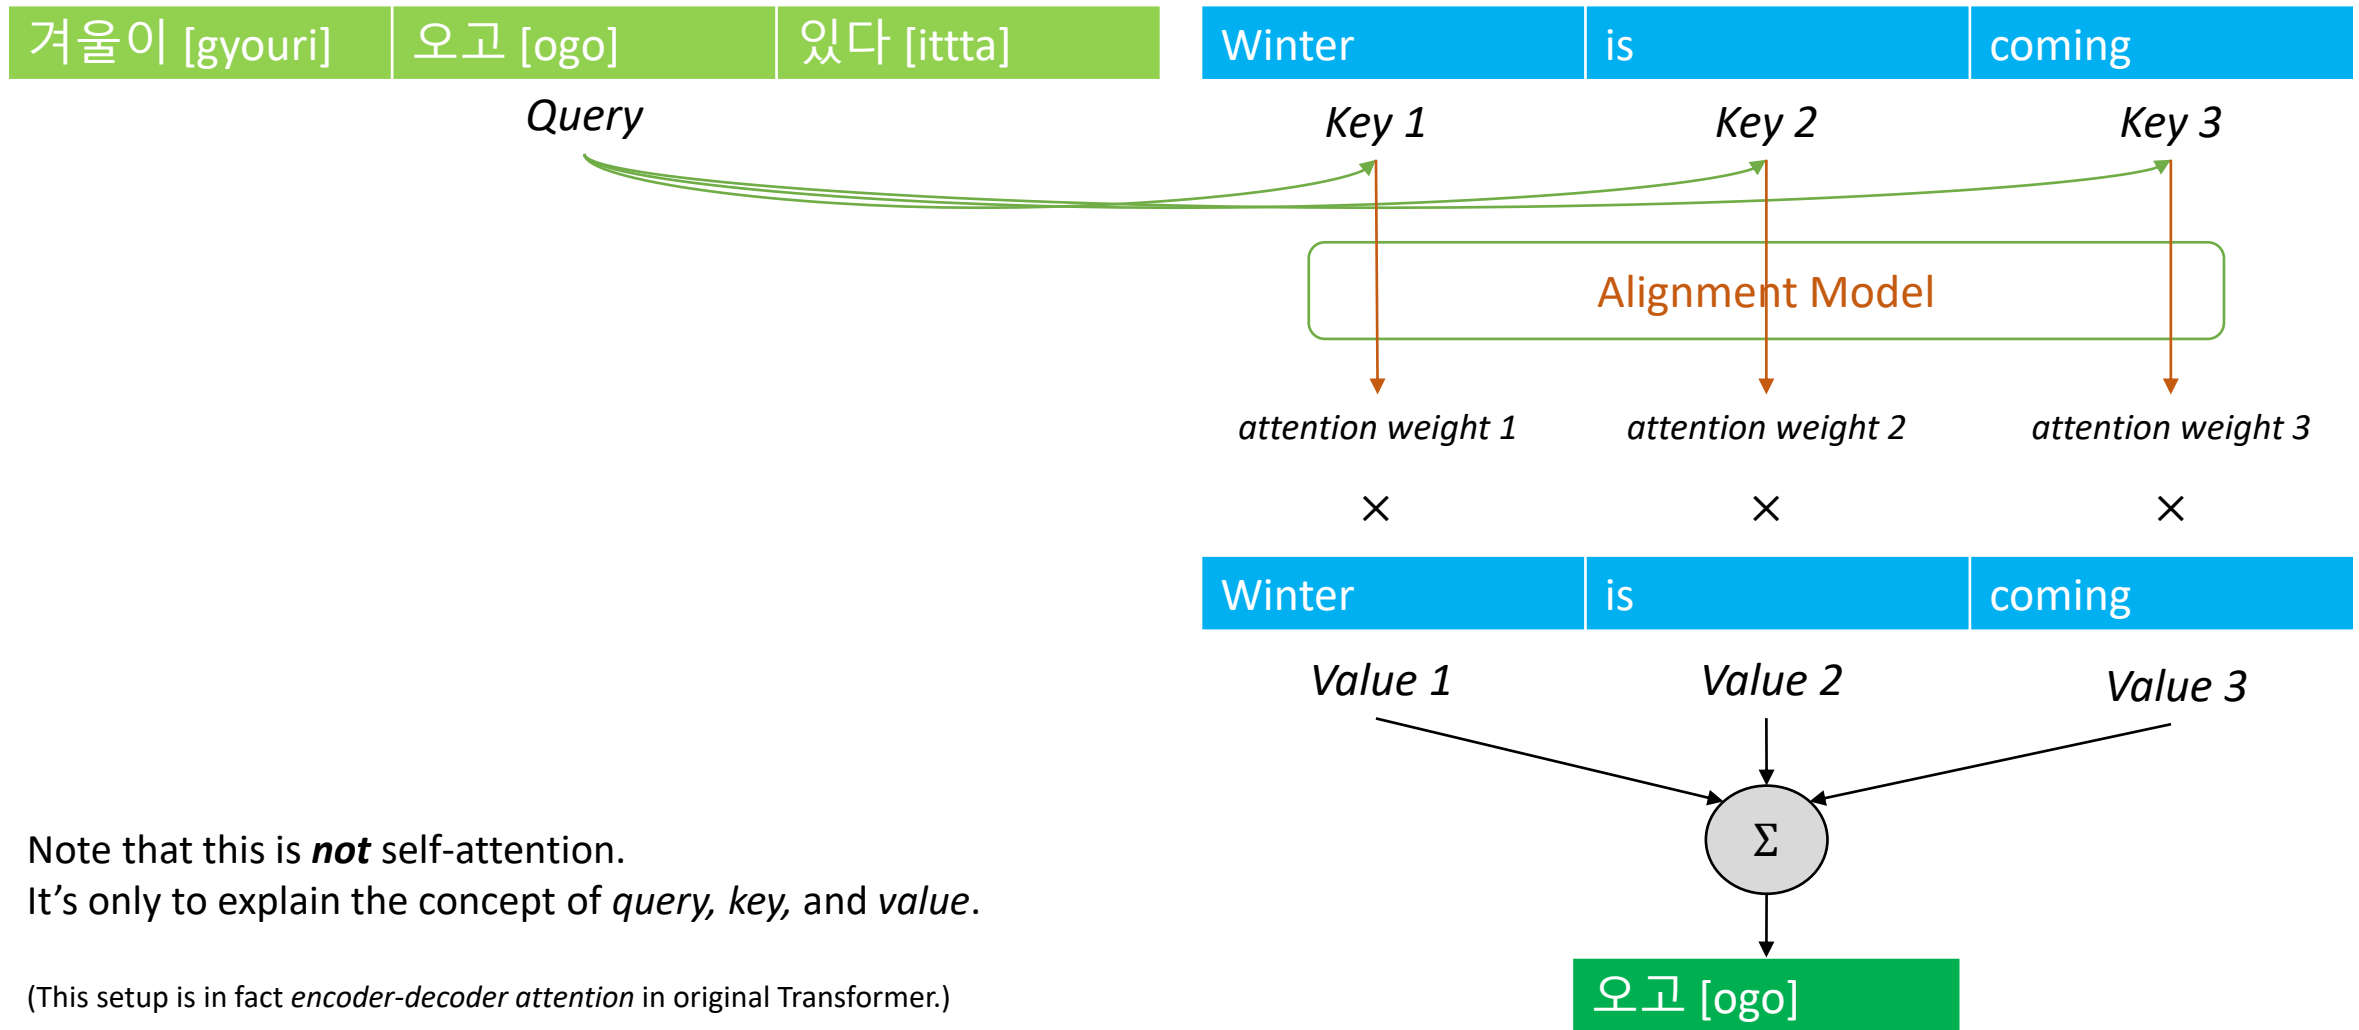 겨울이 [gyouri] 오고 [ogo] 있다 [ittta] Winter is coming
Query Key 1 Key 2 Key 3
Alignment Model
attention weight 1 attention weight 2 attention weight 3
× × ×
Winter is coming
Value 1 Value 2 Value 3
Σ
Note that this is not self-attention.
It’s only to explain the concept of query, key, and value.
(This setup is in fact encoder-decoder attention in original Transformer.)
오고 [ogo]